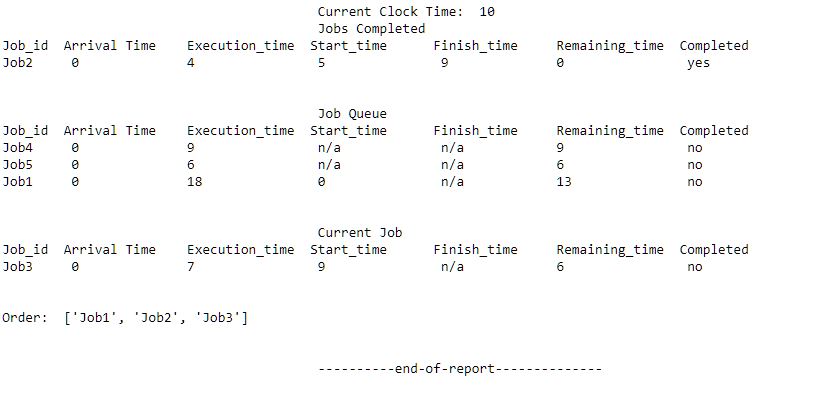 Current Clock Time:  10
Jobs Completed
Job_id  Arrival Time    Execution_time  Start_time      Finish_time     Remaining_time  Completed
Job2     0              4               5                9              0                yes
Job Queue
Job_id  Arrival Time    Execution_time  Start_time      Finish_time     Remaining_time  Completed
Job4     0              9                n/a             n/a            9                no
Job5     0              6                n/a             n/a            6                no
Job1     0              18               0               n/a            13               no
Current Job
Job_id  Arrival Time    Execution_time  Start_time      Finish_time     Remaining_time  Completed
Job3     0              7                9               n/a            6                no
Order:  ['Job1', 'Job2', 'Job3']
----------end-of-report--------------